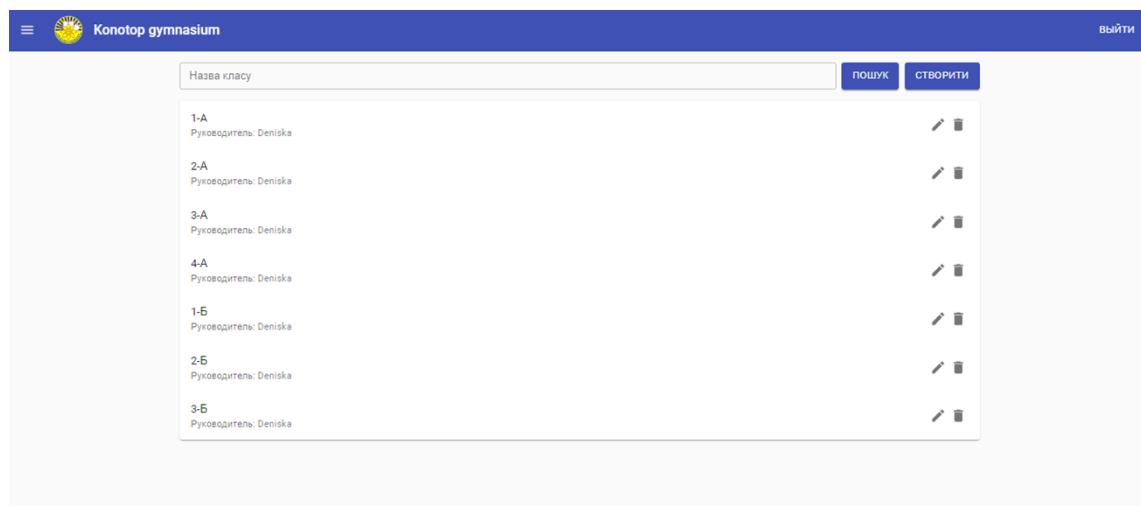 Konotop gymnasium
ВЫЙТИ
Назва класу
ПОШУК
СТВОРИТИ
1-А
Руководитель: Deniska
2-А
Руководитель: Deniska
3-А
Руководитель: Deniska
4-А
Руководитель: Deniska
1-Б
Руководитель: Deniska
2-Б
Руководитель: Deniska
3-Б
Руководитель: Deniska